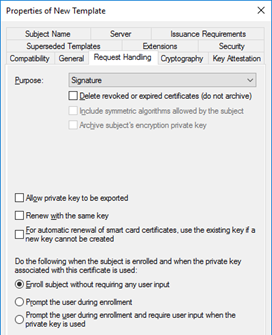 Properties of New Template
Subject Name Server Issuance Requirements
Superseded Templates Extensions Security
Compatibility General Request Handling Cryptography Key Attestation
Purpose: Signature
Delete revoked or expired certificates (do not archive)
Include symmetric algorithms allowed by the subject
Archive subject's encryption private key
Allow private key to be exported
Renew with the same key
For automatic renewal of smart card certificates, use the existing key if a
new key cannot be created
Do the following when the subject is enrolled and when the private key
associated with this certificate is used:
Enroll subject without requiring any user input
Prompt the user during enrollment
Prompt the user during enrollment and require user input when the
private key is used